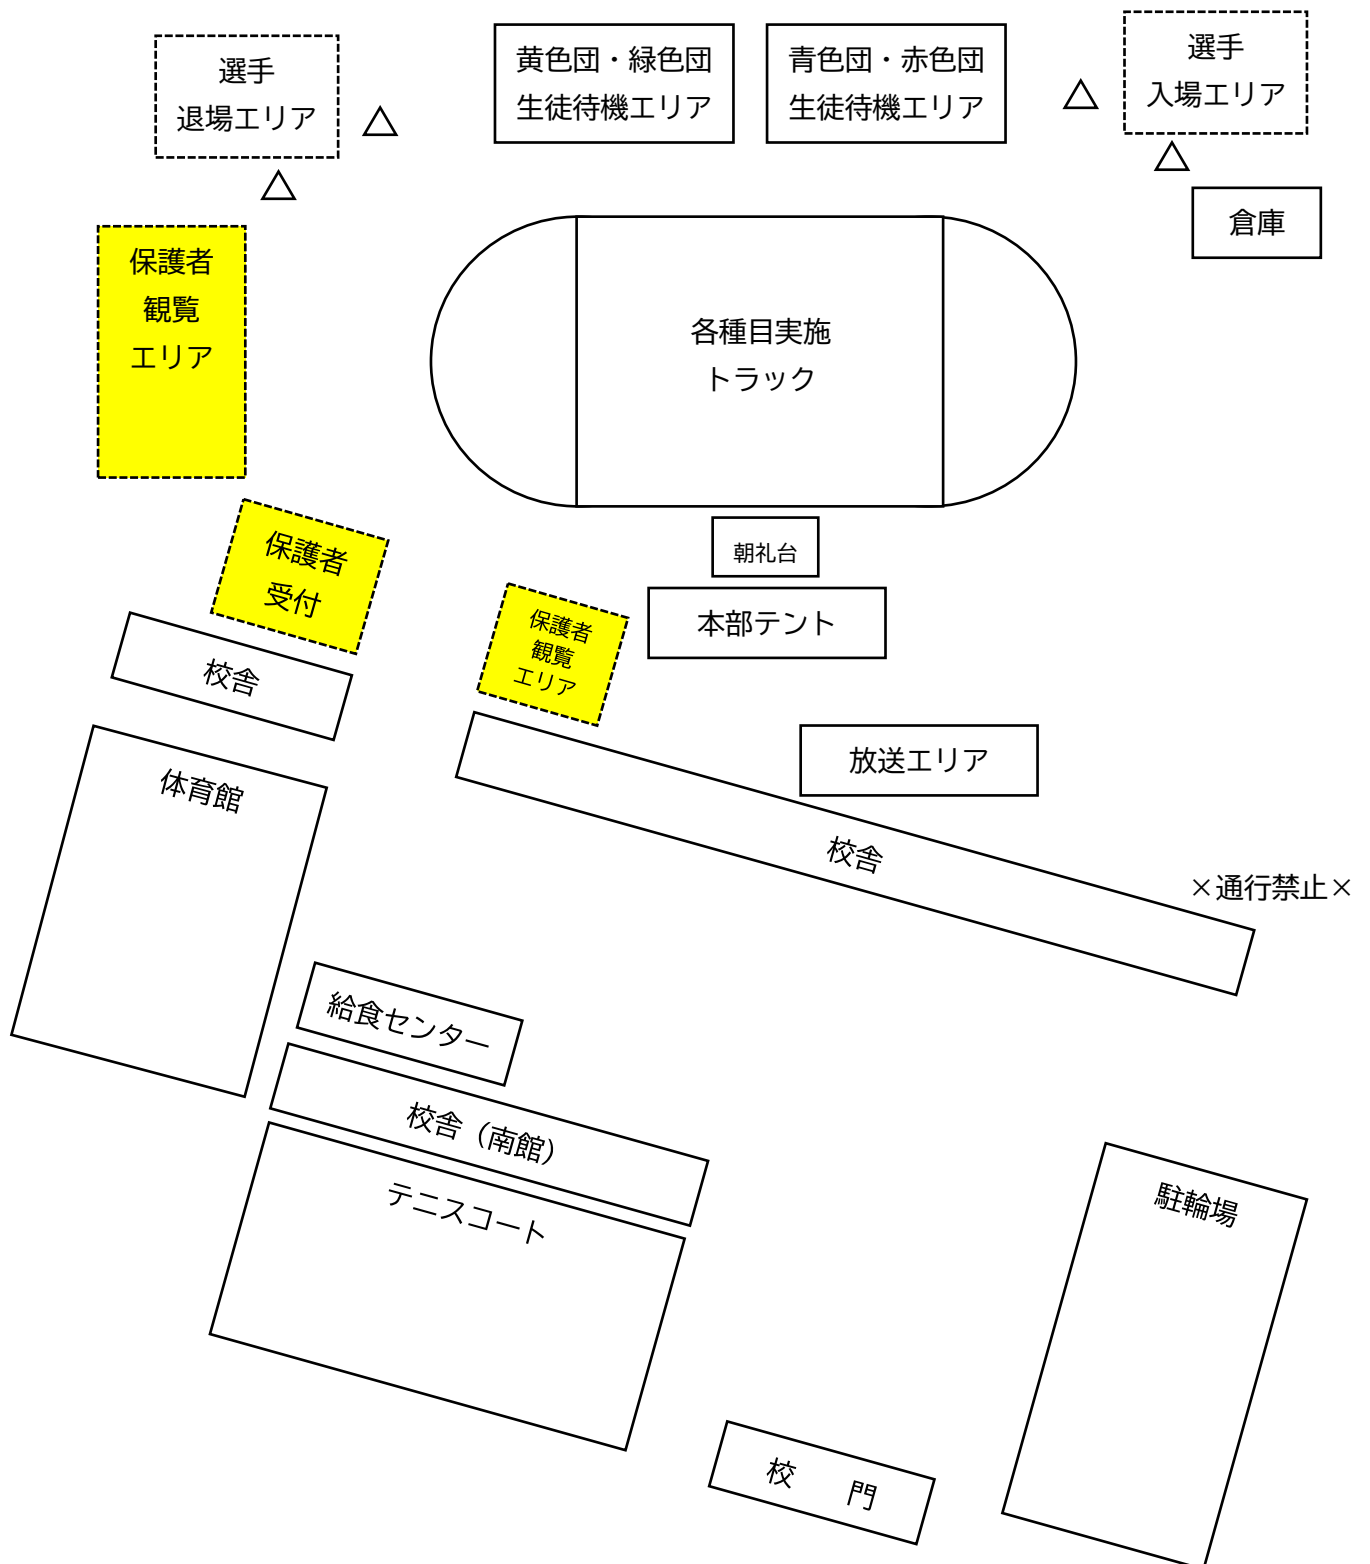 選手
退場エリア
△
△
黄色団・緑色団
生徒待機エリア
青色団・赤色団
生徒待機エリア
△
選手
入場エリア
△
倉庫
保護者
観覧
エリア
各種目実施
トラック
朝礼台
本部テント
保護者
受付
保護者
観覧
エリア
校舎
放送エリア
体育館
校舎
×通行禁止×
給食センター
校舎（南館）
テニスコート
駐輪場
校　門